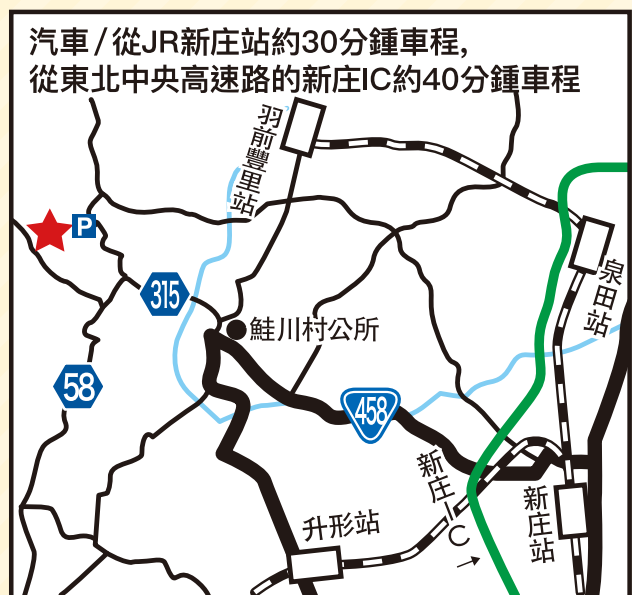 汽車/從JR新庄站約30分鍾車程,
從東北中央高速路的新庄IC約40分鍾車程
羽前豐里站
P
泉田站
315
鮭川村公所
58
458
新庄IC
→
新庄站
升形站